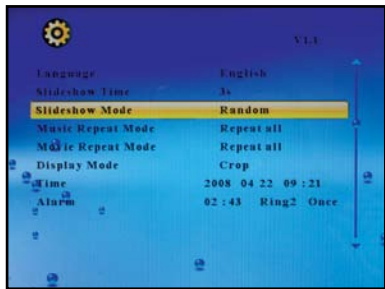 V1.1
Language English
Slideshow Time 3s
Slideshow Mode Random
Music Repeat Mode Repeat all
Movie Repeat Mode Repeat all
Display Mode Crop
Time 2008 04 22 09:21
Alarm 02:43 Ring2 Once